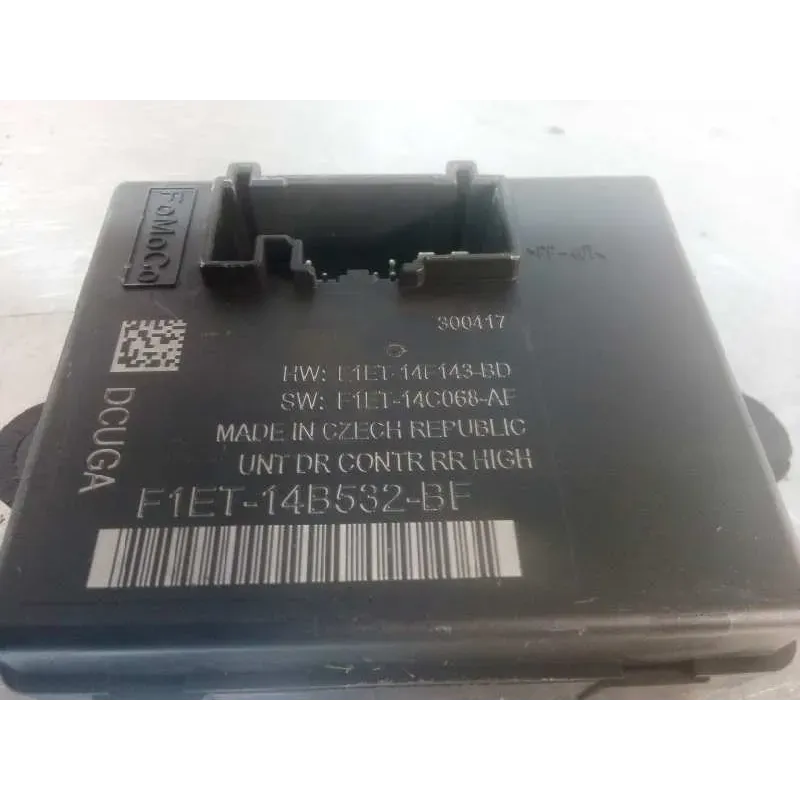 FoMoCo
300417
HW: F1ET-14F143-BD
SW: F1ET-14C068-AF
MADE IN CZECH REPUBLIC
UNT DR CONTR RR HIGH
DCUGA
F1ET-14B532-BF